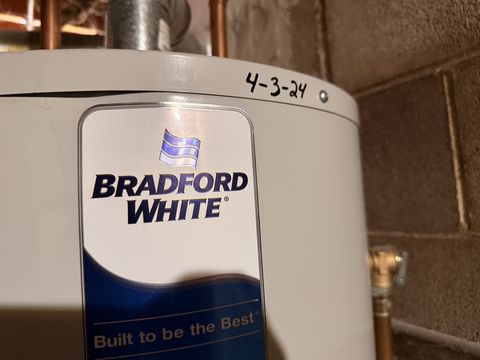 4-3-24
BRADFORD
WHITE®
Built to be the Best®